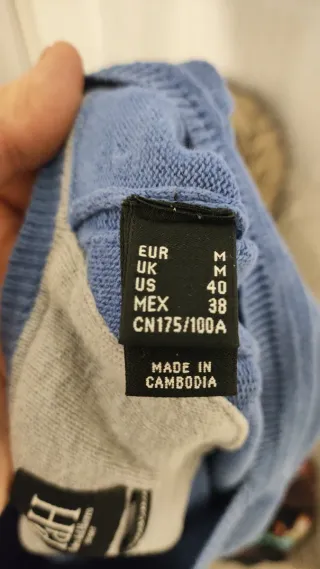 EUR M
UK M
US 40
MEX 38
CN175/100A
MADE IN
CAMBODIA